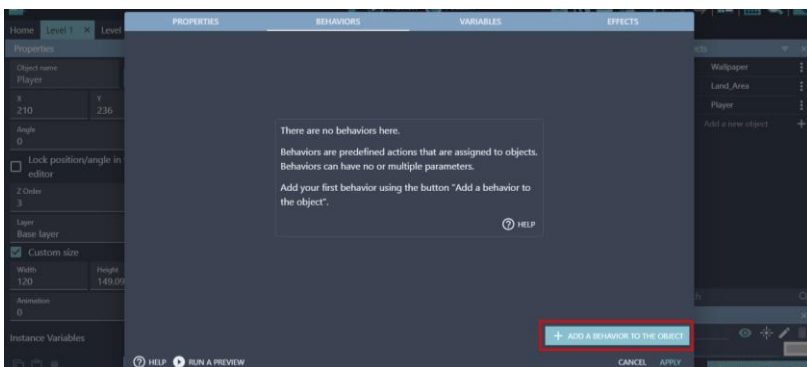 PROPERTIES BEHAVIORS VARIABLES EFFECTS
Home Level 1 × Level
Properties
Object name
Player
X Y
210 236
Angle
0
Lock position/angle in
editor
Z Order
3
Layer
Base layer
Custom size
Width Height
120 149.09
Animation
0
Instance Variables
There are no behaviors here.
Behaviors are predefined actions that are assigned to objects.
Behaviors can have no or multiple parameters.
Add your first behavior using the button "Add a behavior to
the object".
? HELP
+ ADD A BEHAVIOR TO THE OBJECT
? HELP RUN A PREVIEW
CANCEL APPLY
Wallpaper
Land_Area
Player
Add a new object +